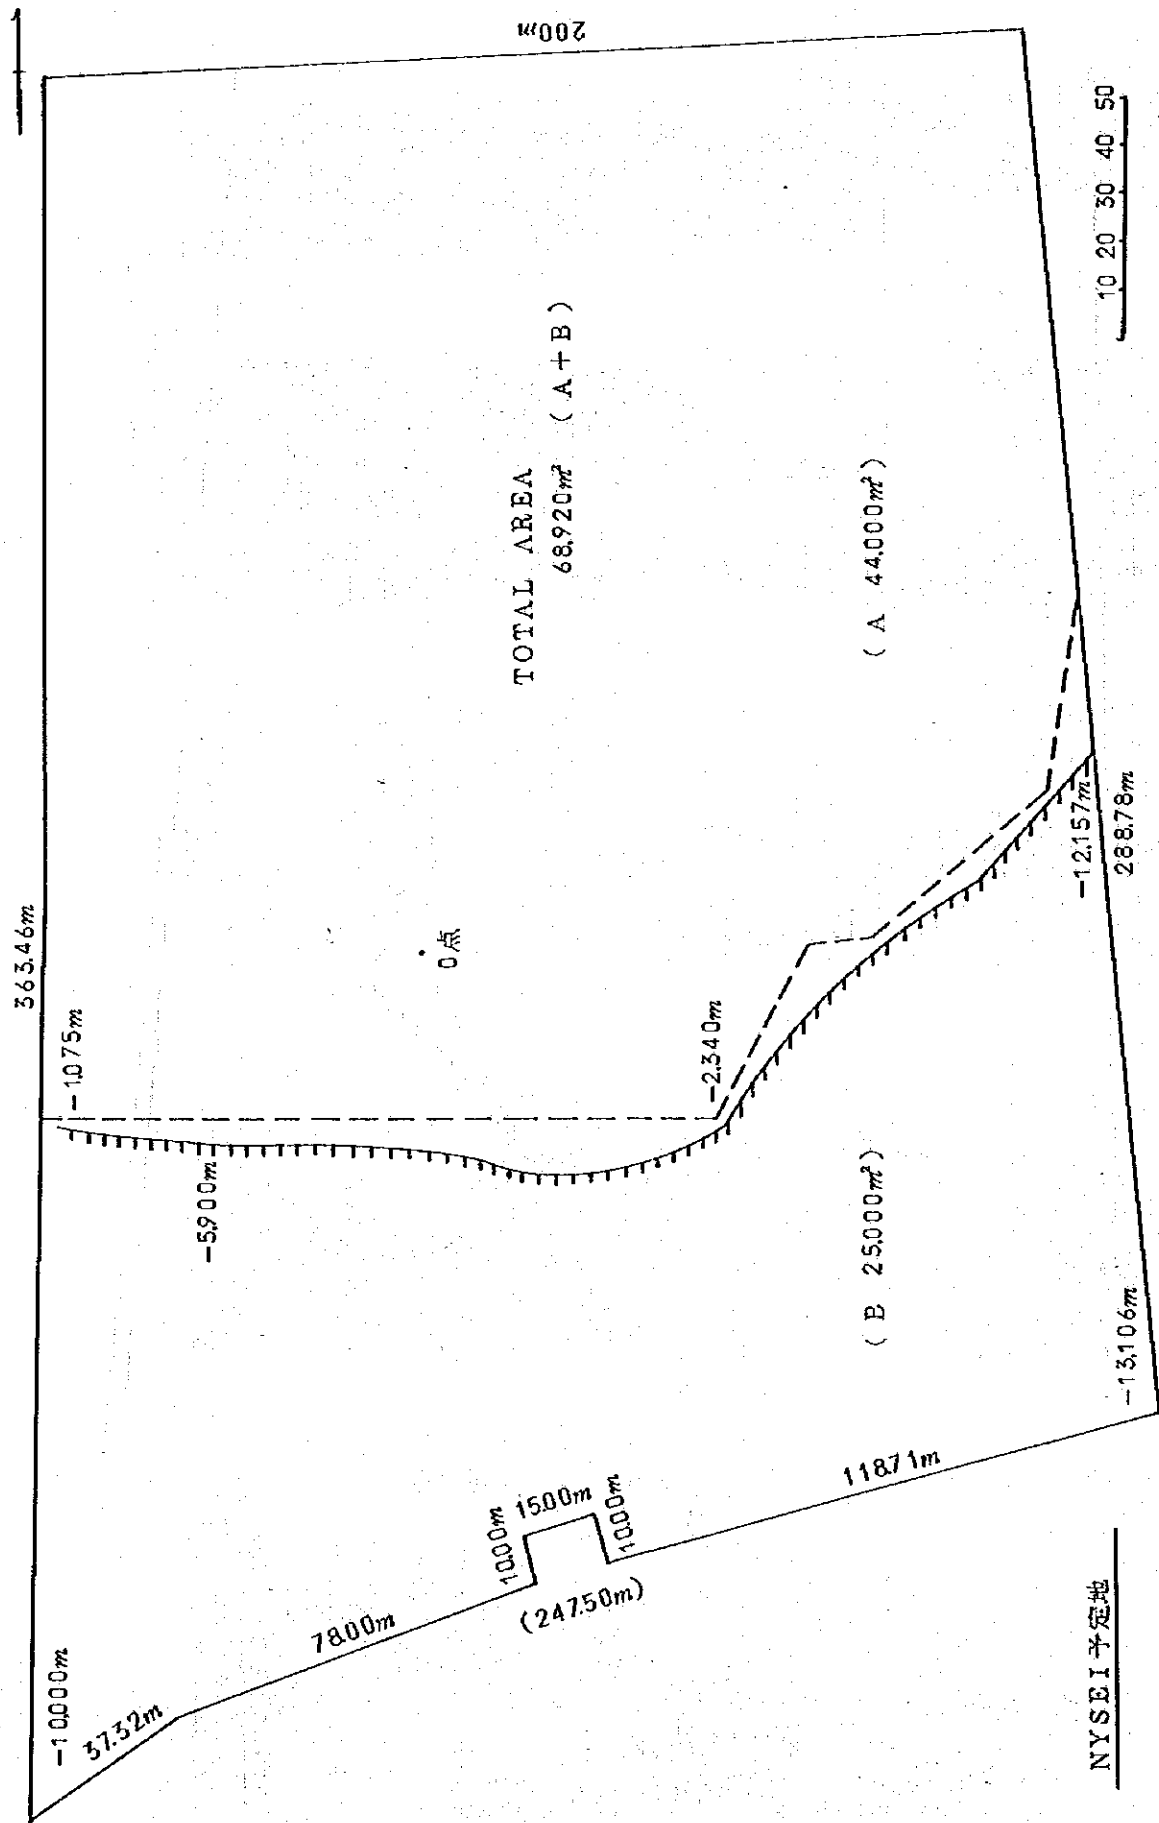 363.46m
200m
-10.000m
-1.075m
-5.900m
0点
TOTAL AREA
68.920㎡ (A+B)
37.32m
78.00m
10.00m
15.00m
10.00m
(247.50m)
118.71m
-2.340m
(A 44.000㎡)
(B 25.000㎡)
-12.157m
288.78m
-13.106m
10 20 30 40 50
NYSEI予定地